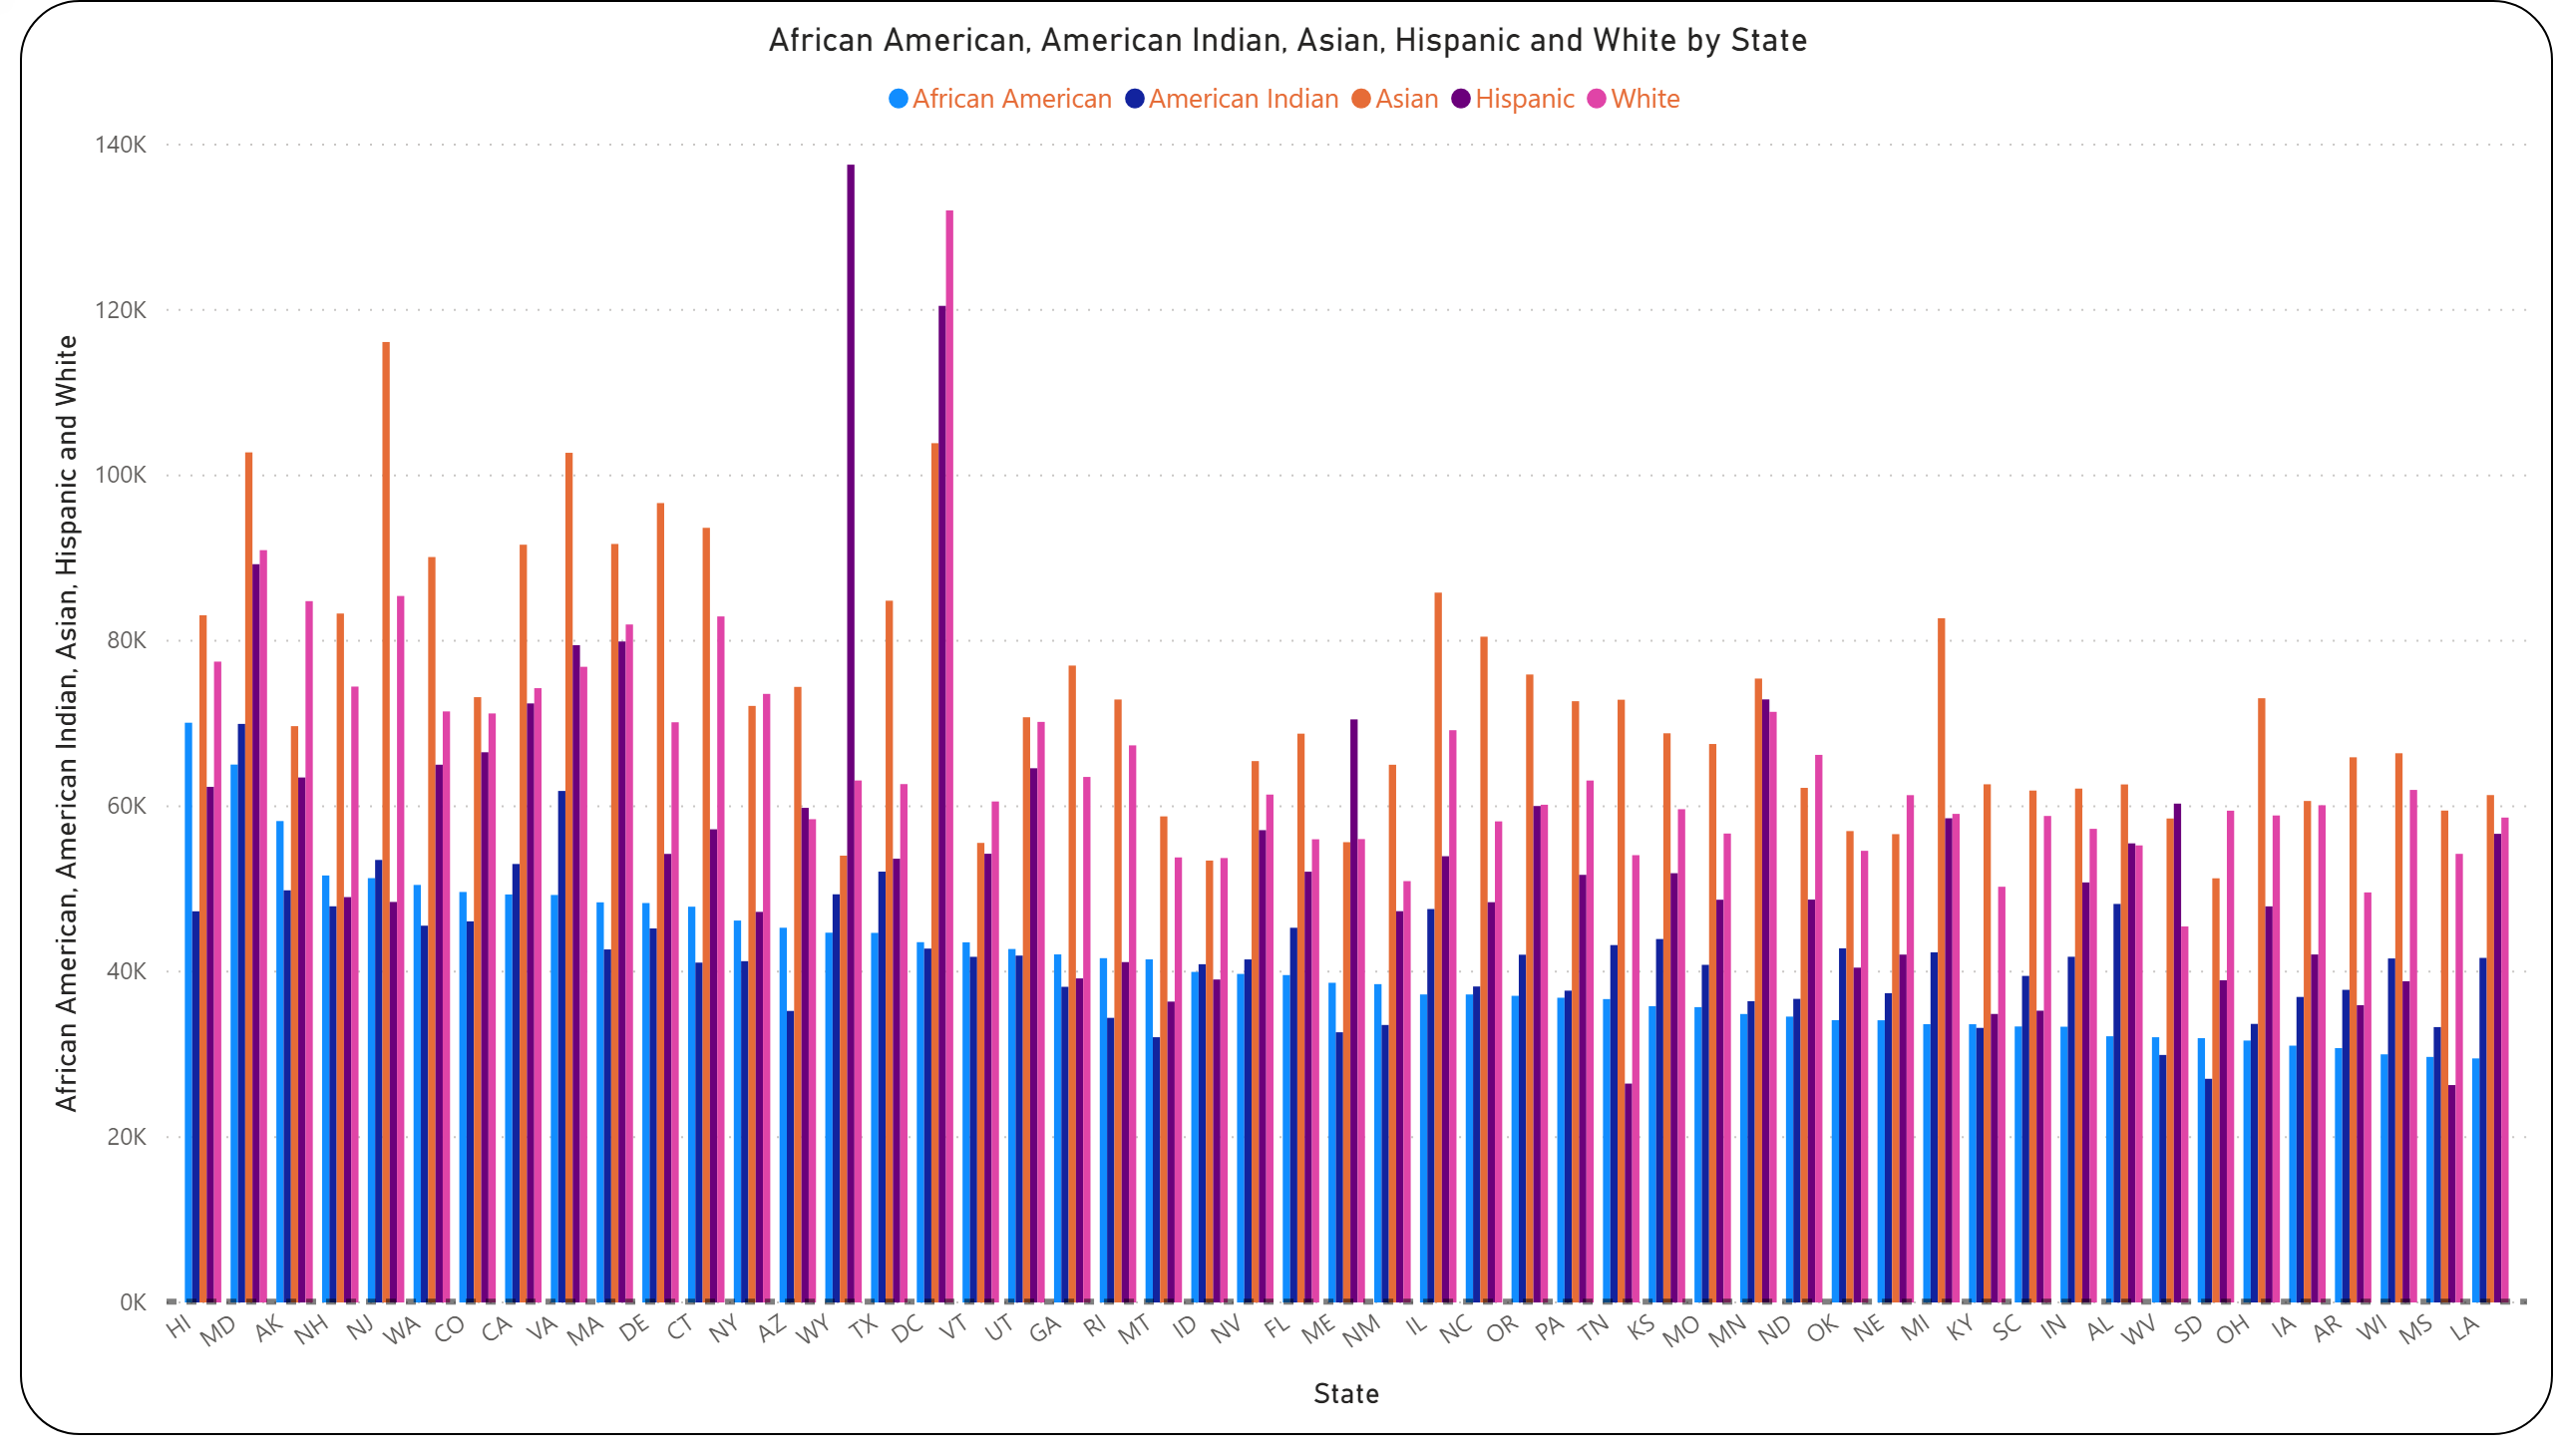 African American, American Indian, Asian, Hispanic and White by State
African American American Indian Asian Hispanic White
African American, American Indian, Asian, Hispanic and White
140K
120K
100K
80K
60K
40K
20K
0K
HI MD AK NH NJ WA CO CA VA MA DE CT NY AZ WY TX DC VT UT GA RI MT ID NV FL ME NM IL NC OR PA TN KS MO MN ND OK NE MI KY SC IN AL WV SD OH IA AR WI MS LA
State